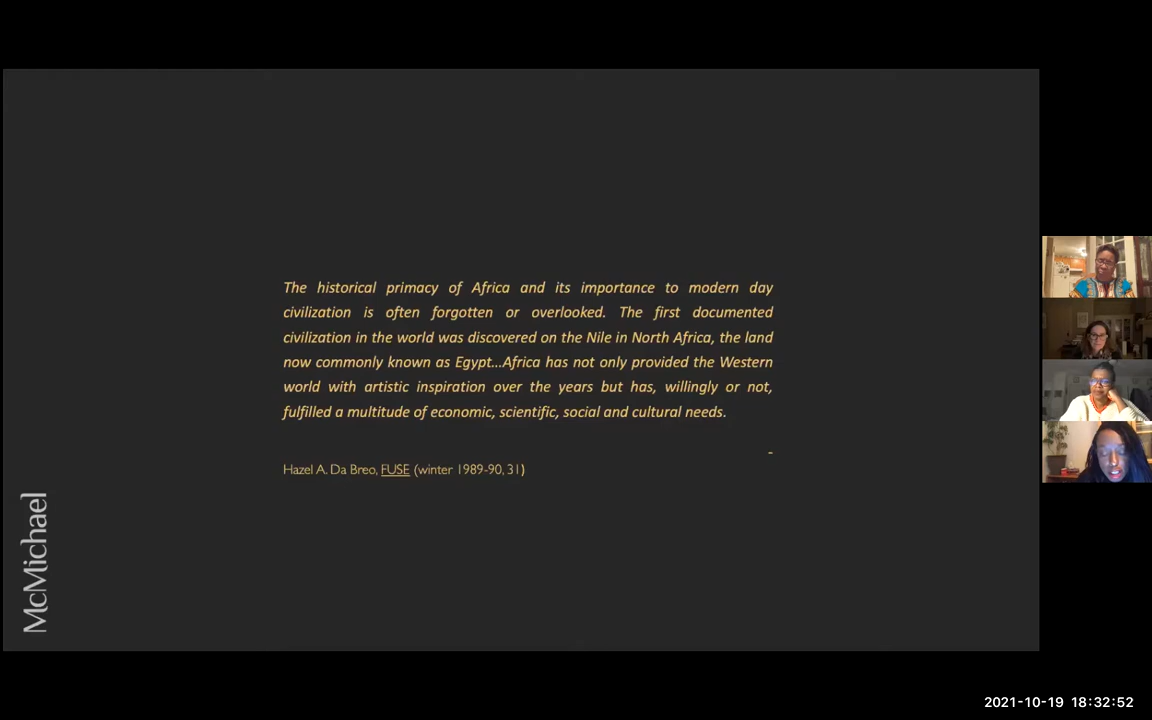 The historical primacy of Africa and its importance to modern day
civilization is often forgotten or overlooked. The first documented
civilization in the world was discovered on the Nile in North Africa, the land
now commonly known as Egypt...Africa has not only provided the Western
world with artistic inspiration over the years but has, willingly or not,
fulfilled a multitude of economic, scientific, social and cultural needs.
-
Hazel A. Da Breo, FUSE (winter 1989-90, 31)
McMichael
2021-10-19 18:32:52